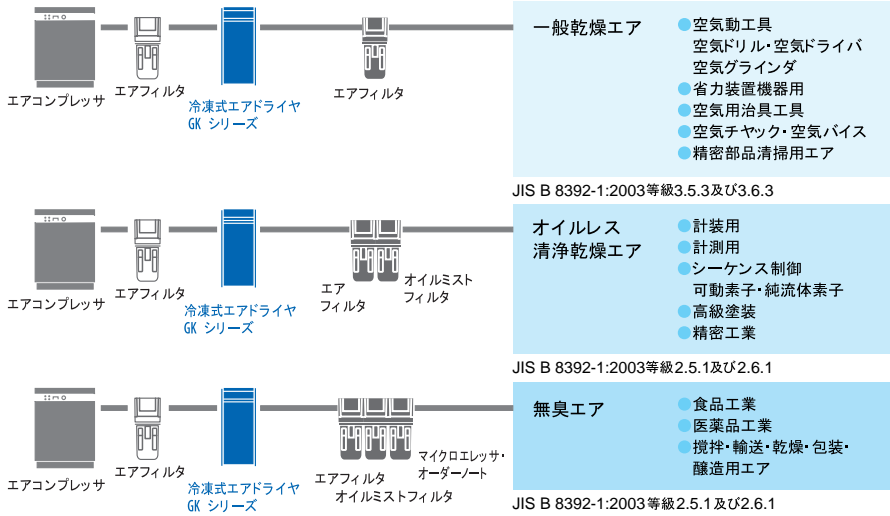 エアコンプレッサ
エアフィルタ
冷凍式エアドライヤ
GK シリーズ
エアフィルタ
一般乾燥エア
●空気動工具
空気ドリル・空気ドライバ
空気グラインダ
●省力装置機器用
●空気用治具工具
●空気チヤック・空気バイス
●精密部品清掃用エア
JIS B 8392-1:2003等級3.5.3及び3.6.3
エアコンプレッサ
エアフィルタ
冷凍式エアドライヤ
GK シリーズ
エア
フィルタ
オイルミスト
フィルタ
オイルレス
清浄乾燥エア
●計装用
●計測用
●シーケンス制御
可動素子・純流体素子
●高級塗装
●精密工業
JIS B 8392-1:2003等級2.5.1及び2.6.1
エアコンプレッサ
エアフィルタ
冷凍式エアドライヤ
GK シリーズ
エアフィルタ
オイルミストフィルタ
マイクロエレッサ・
オーダーノート
無臭エア
●食品工業
●医薬品工業
●撹拌・輸送・乾燥・包装・
醸造用エア
JIS B 8392-1:2003等級2.5.1及び2.6.1